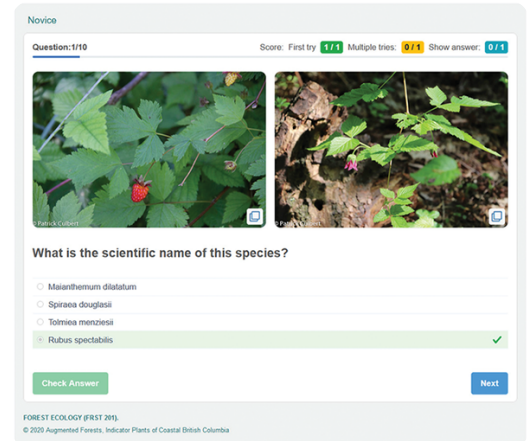 Novice
Question:1/10 Score: First try 1 / 1 Multiple tries: 0 / 1 Show answer: 0 / 1
© Patrick Culbert © Patrick Culbert
What is the scientific name of this species?
Maianthemum dilatatum
Spiraea douglasii
Tolmiea menziesii
Rubus spectabilis
Check Answer Next
FOREST ECOLOGY (FRST 201).
© 2020 Augmented Forests, Indicator Plants of Coastal British Columbia